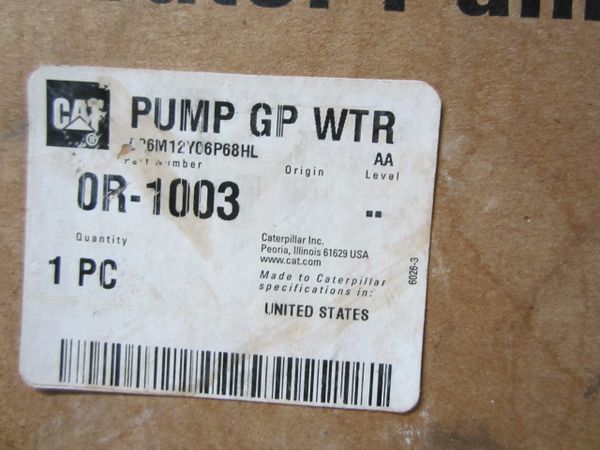 CAT
PUMP GP WTR
06M12Y06P68HL
AA
Part Number
Origin
Level
0R-1003
--
Quantity
1 PC
Caterpillar Inc.
Peoria, Illinois 61629 USA
www.cat.com
Made to Caterpillar
specifications in:
UNITED STATES
6026-3